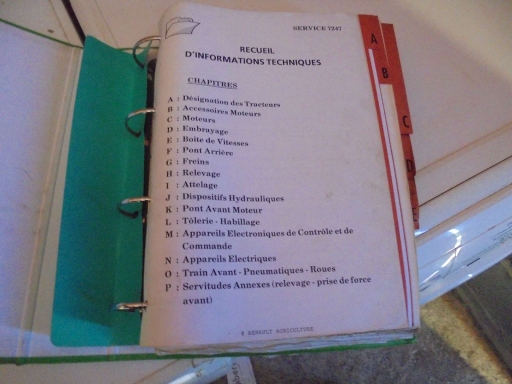 SERVICE 7247
RECUEIL
D'INFORMATIONS TECHNIQUES
CHAPITRES
A : Désignation des Tracteurs
B : Accessoires Moteurs
C : Moteurs
D : Embrayage
E : Boite de Vitesses
F : Pont Arrière
G : Freins
H : Relevage
I : Attelage
J : Dispositifs Hydrauliques
K : Pont Avant Moteur
L : Tôlerie - Habillage
M : Appareils Electroniques de Contrôle et de
Commande
N : Appareils Electriques
O : Train Avant - Pneumatiques - Roues
P : Servitudes Annexes (relevage - prise de force
avant)
RENAULT AGRICULTURE
A
B
C
D
E